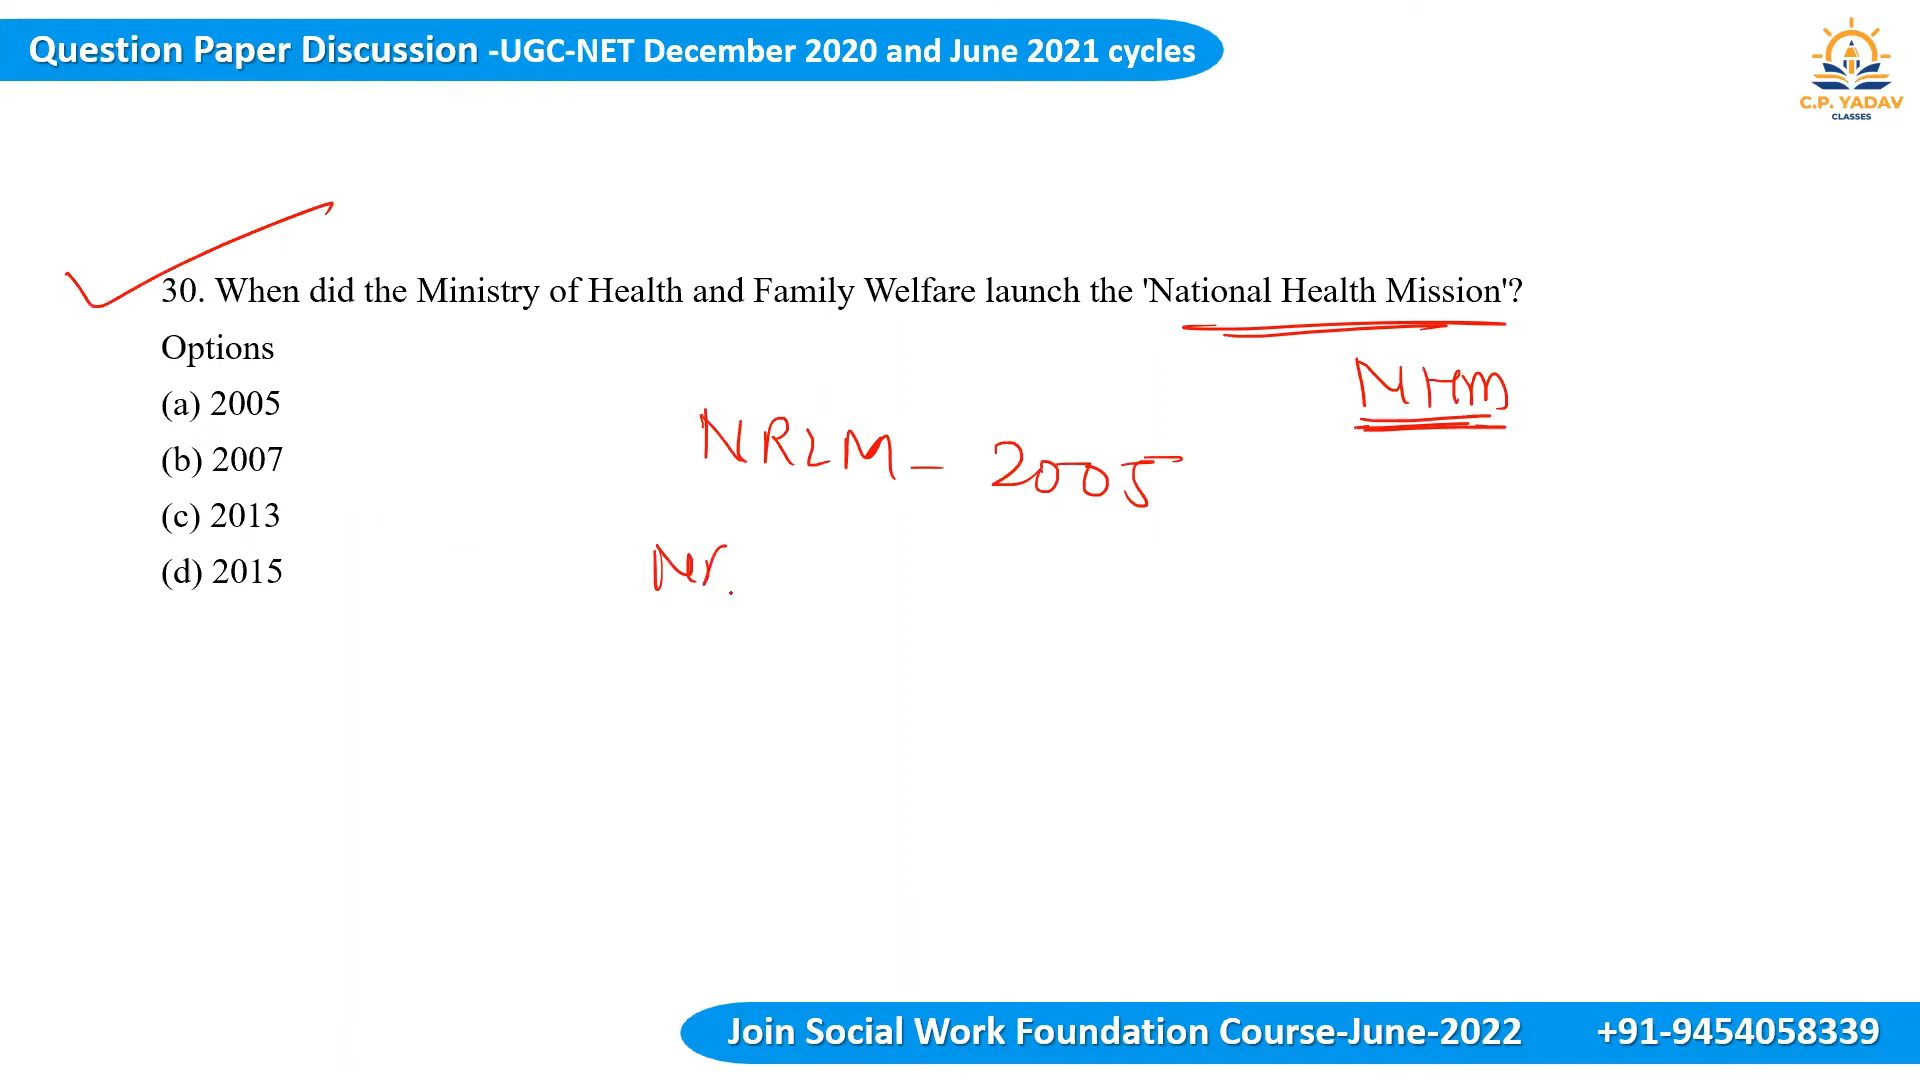 Question Paper Discussion -UGC-NET December 2020 and June 2021 cycles
C.P. YADAV
CLASSES
30. When did the Ministry of Health and Family Welfare launch the 'National Health Mission'?
Options
(a) 2005
(b) 2007
(c) 2013
(d) 2015
NHM
NRLM - 2005
Join Social Work Foundation Course-June-2022
+91-9454058339